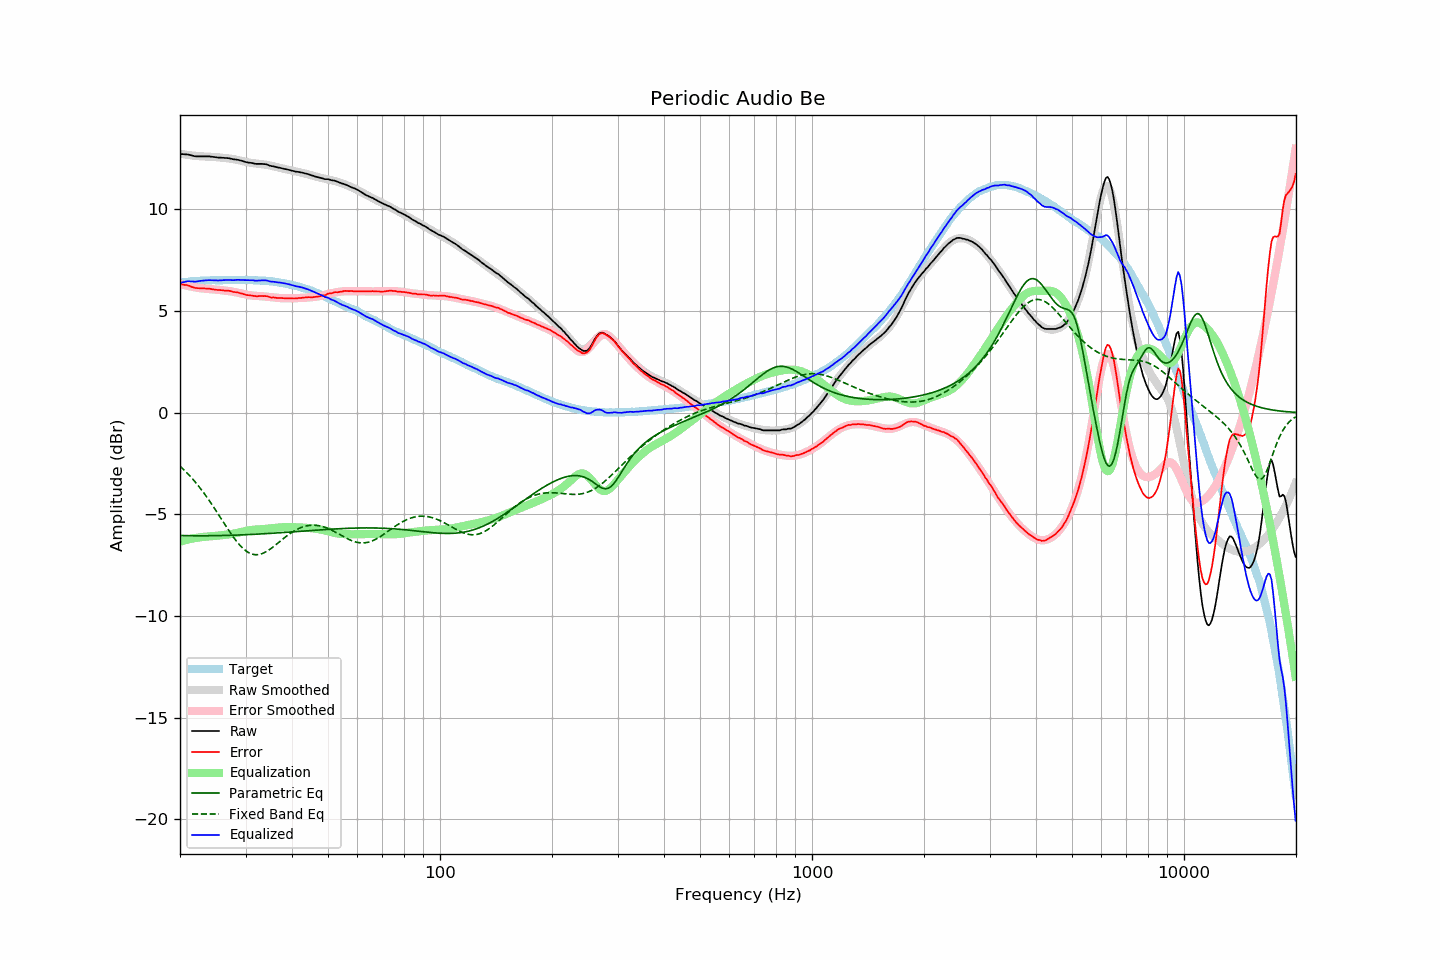 Periodic Audio Be
Amplitude (dBr)
10
5
0
−5
−10
−15
−20
Target
Raw Smoothed
Error Smoothed
Raw
Error
Equalization
Parametric Eq
Fixed Band Eq
Equalized
100
1000
10000
Frequency (Hz)